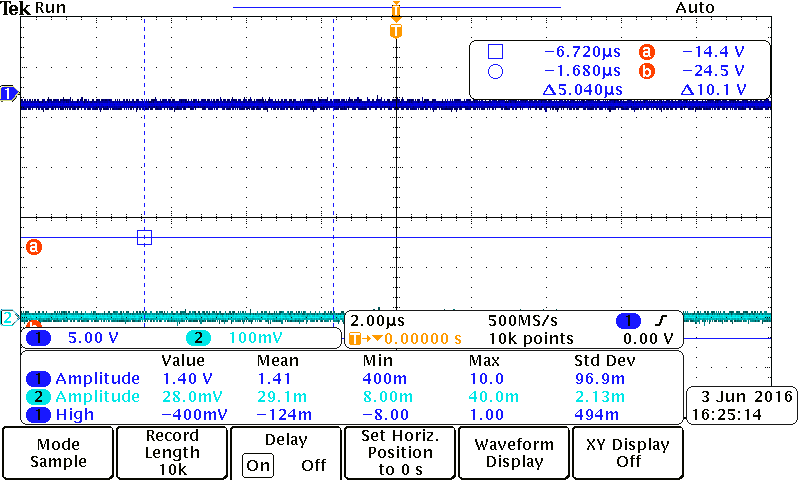 Tek Run Auto
T
T
□ −6.720µs a −14.4 V
○ −1.680µs b −24.5 V
Δ5.040µs Δ10.1 V
1
a
2
1 5.00 V 2 100mV
2.00µs 500MS/s 1
T→▼0.00000 s 10k points 0.00 V
Value Mean Min Max Std Dev
1 Amplitude 1.40 V 1.41 400m 10.0 96.9m
2 Amplitude 28.0mV 29.1m 8.00m 40.0m 2.13m
1 High −400mV −124m −8.00 1.00 494m
3 Jun 2016
16:25:14
Mode
Sample
Record
Length
10k
Delay
On Off
Set Horiz.
Position
to 0 s
Waveform
Display
XY Display
Off